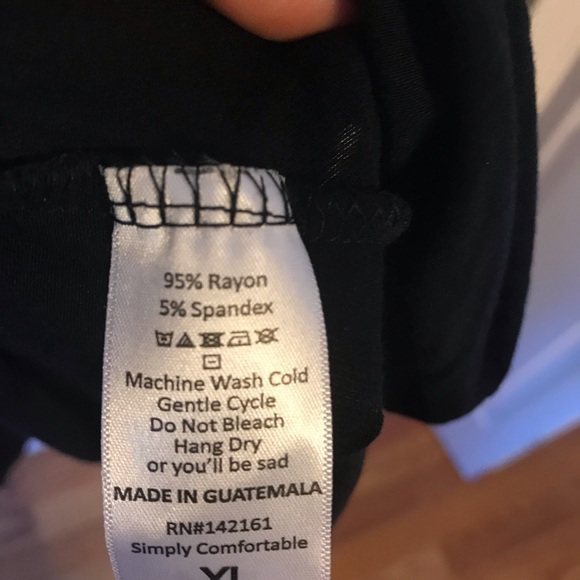 95% Rayon
5% Spandex
Machine Wash Cold
Gentle Cycle
Do Not Bleach
Hang Dry
or you'll be sad
MADE IN GUATEMALA
RN#142161
Simply Comfortable
XL